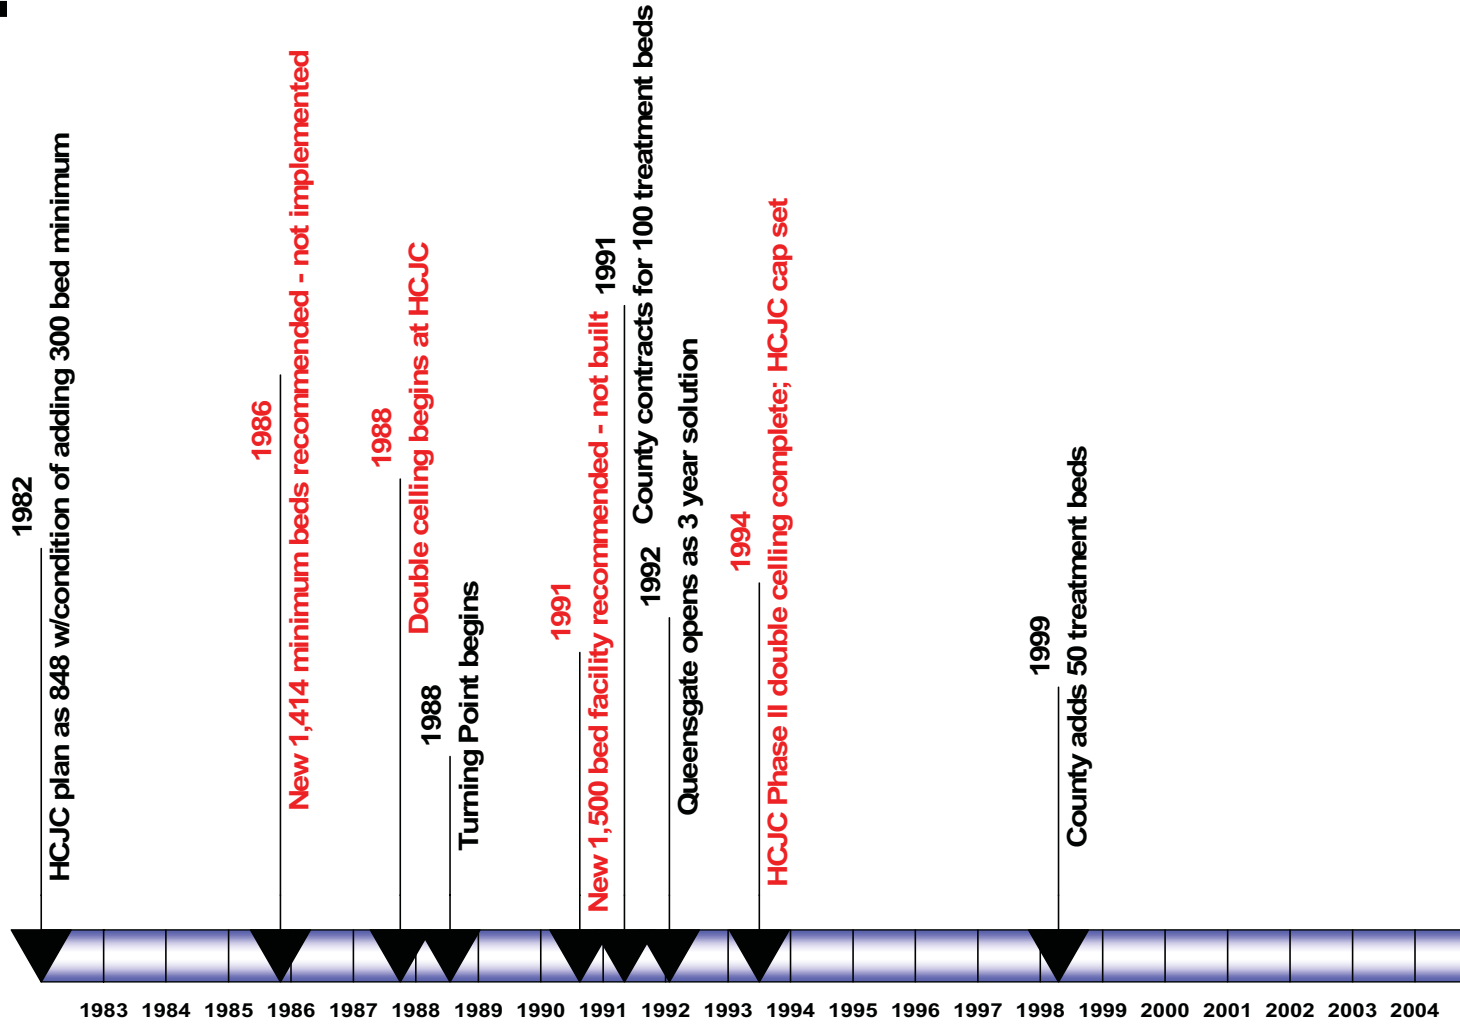 1982
HCJC plan as 848 w/condition of adding 300 bed minimum
1986
New 1,414 minimum beds recommended - not implemented
1988
Double celling begins at HCJC
1988
Turning Point begins
1991
New 1,500 bed facility recommended - not built
1991
County contracts for 100 treatment beds
1992
Queensgate opens as 3 year solution
1994
HCJC Phase II double celling complete; HCJC cap set
1999
County adds 50 treatment beds
1983 1984 1985 1986 1987 1988 1989 1990 1991 1992 1993 1994 1995 1996 1997 1998 1999 2000 2001 2002 2003 2004